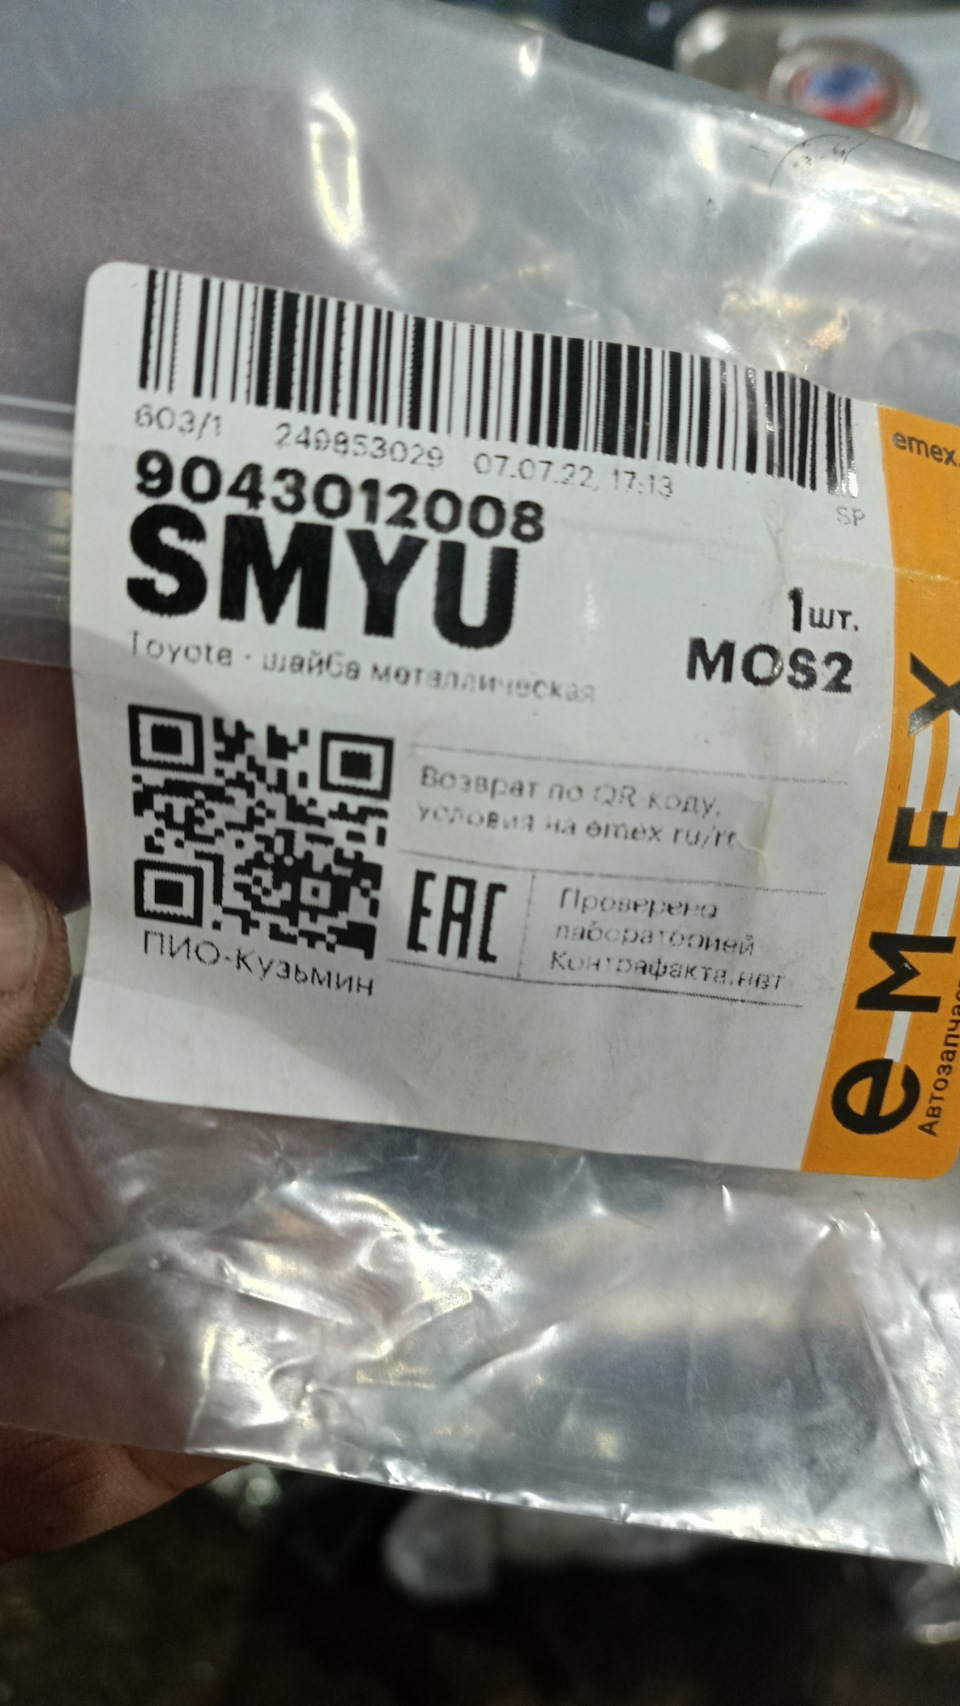 603/1 249853029 07.07.22, 17:13
SP
9043012008
SMYU
1шт.
MOS2
Toyota · шайба металлическая
Возврат по QR коду,
условия на emex.ru/rr
EAC
Проверено
лабораторией
Контрафакта.нет
ПИО-Кузьмин
emex.
eMEX
Автозапчас